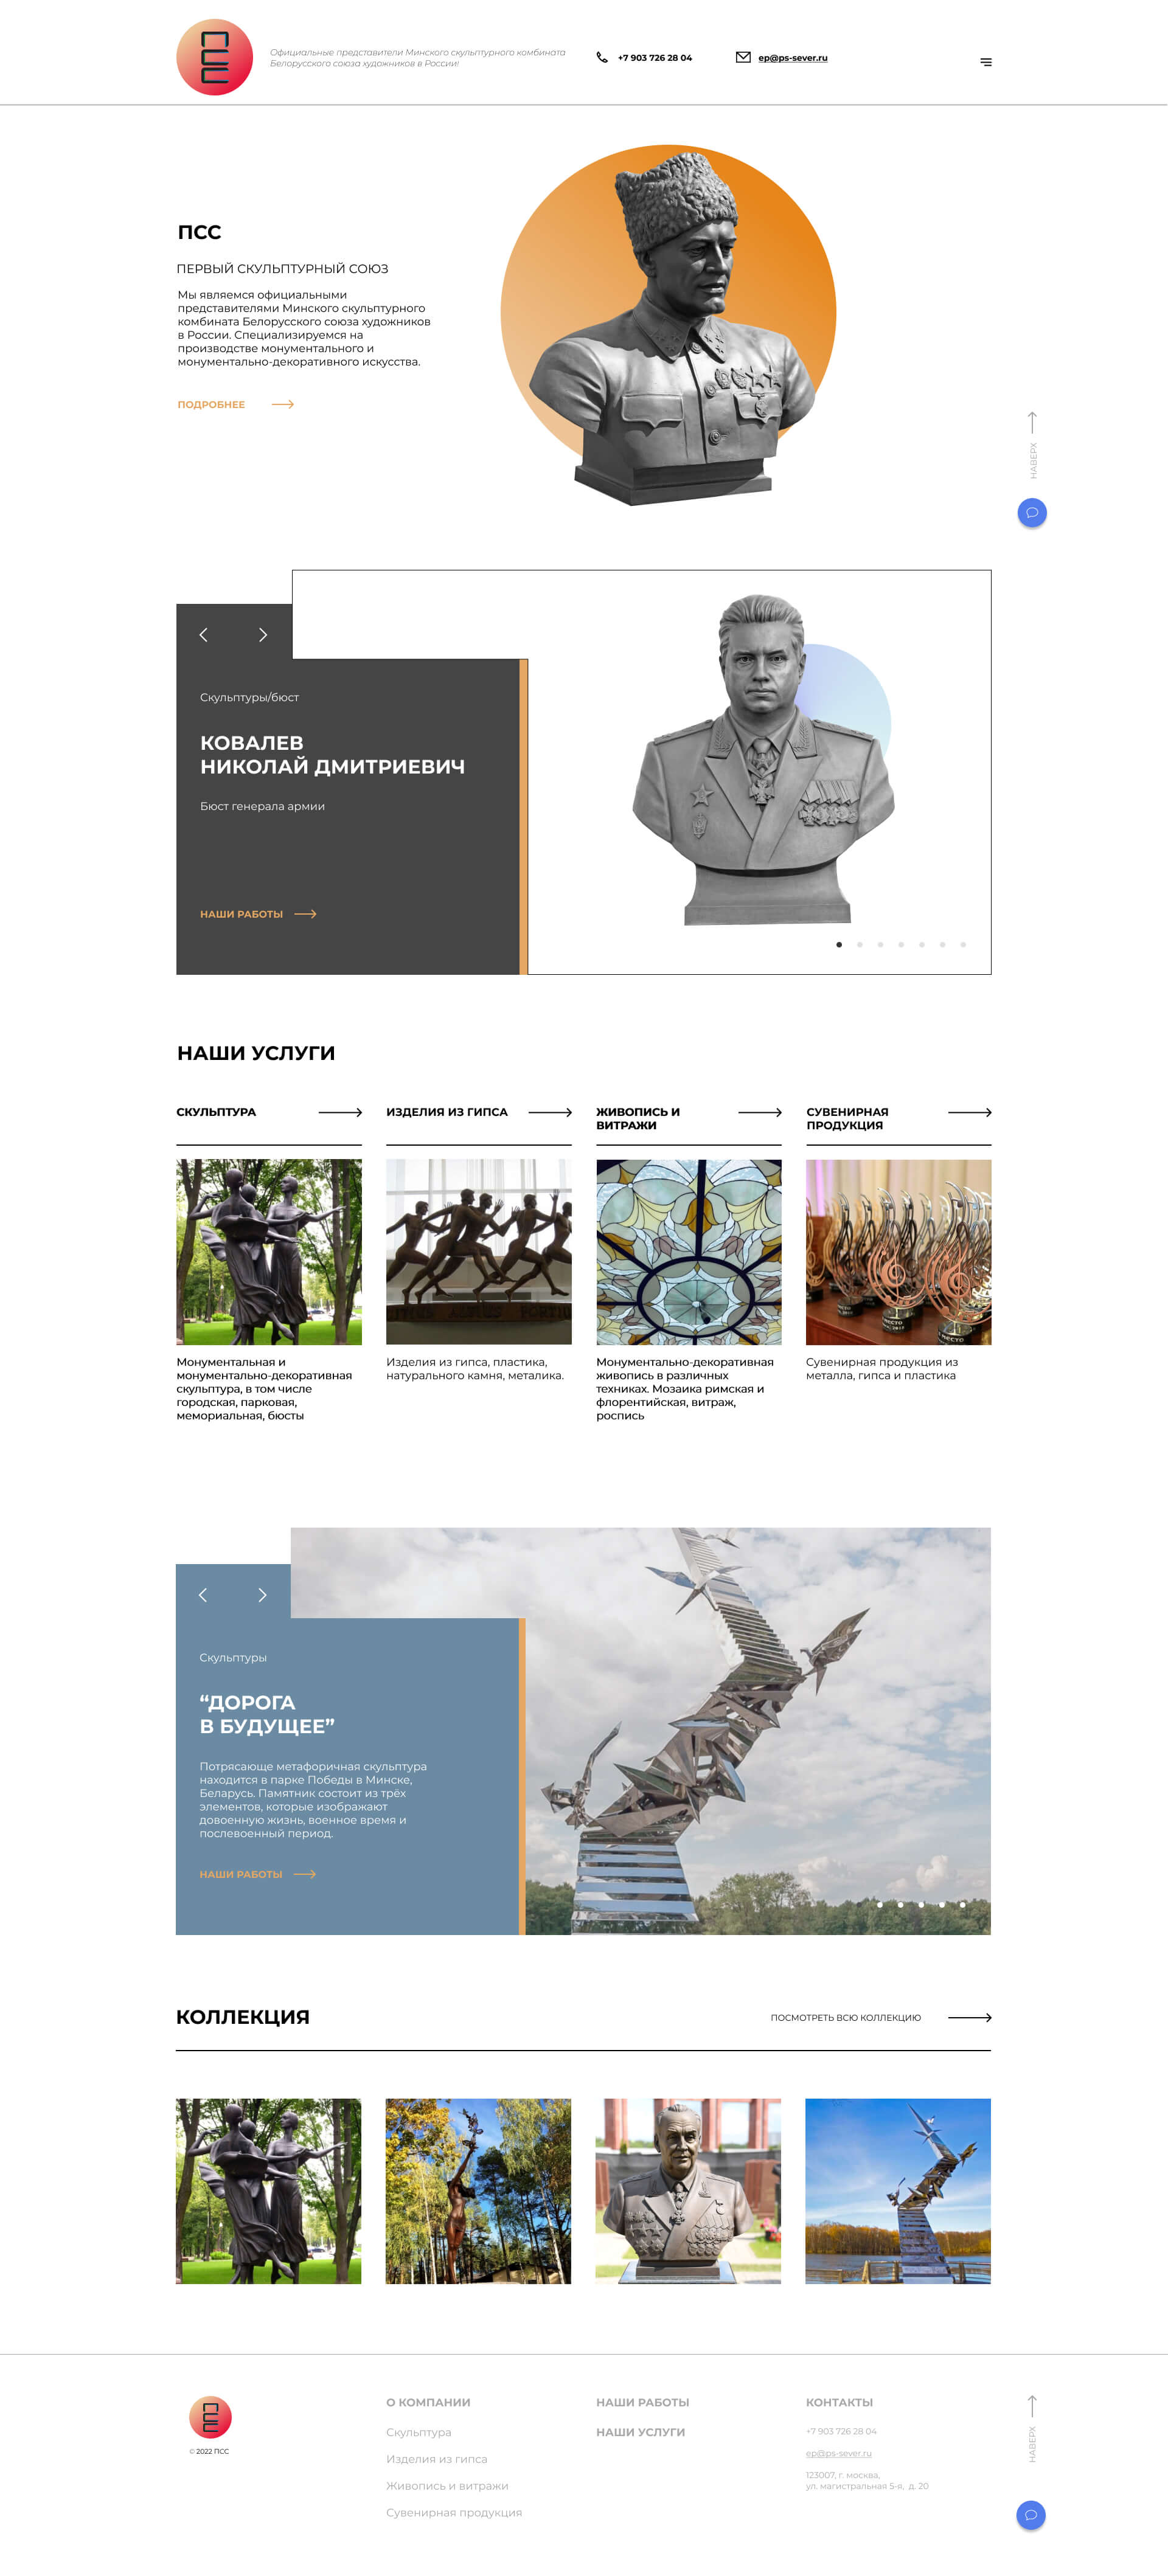 Официальные представители Минского скульптурного комбината
Белорусского союза художников в России!
+7 903 726 28 04
ep@ps-sever.ru
ПСС
ПЕРВЫЙ СКУЛЬПТУРНЫЙ СОЮЗ
Мы являемся официальными
представителями Минского скульптурного
комбината Белорусского союза художников
в России. Специализируемся на
производстве монументального и
монументально-декоративного искусства.
ПОДРОБНЕЕ
НАВЕРХ
Скульптуры/бюст
КОВАЛЕВ
НИКОЛАЙ ДМИТРИЕВИЧ
Бюст генерала армии
НАШИ РАБОТЫ
НАШИ УСЛУГИ
СКУЛЬПТУРА
Монументальная и
монументально-декоративная
скульптура, в том числе
городская, парковая,
мемориальная, бюсты
ИЗДЕЛИЯ ИЗ ГИПСА
Изделия из гипса, пластика,
натурального камня, металика.
ЖИВОПИСЬ И
ВИТРАЖИ
Монументально-декоративная
живопись в различных
техниках. Мозаика римская и
флорентийская, витраж,
роспись
СУВЕНИРНАЯ
ПРОДУКЦИЯ
Сувенирная продукция из
металла, гипса и пластика
Скульптуры
“ДОРОГА
В БУДУЩЕЕ”
Потрясающе метафоричная скульптура
находится в парке Победы в Минске,
Беларусь. Памятник состоит из трёх
элементов, которые изображают
довоенную жизнь, военное время и
послевоенный период.
НАШИ РАБОТЫ
КОЛЛЕКЦИЯ
ПОСМОТРЕТЬ ВСЮ КОЛЛЕКЦИЮ
© 2022 ПСС
О КОМПАНИИ
Скульптура
Изделия из гипса
Живопись и витражи
Сувенирная продукция
НАШИ РАБОТЫ
НАШИ УСЛУГИ
КОНТАКТЫ
+7 903 726 28 04
ep@ps-sever.ru
123007, г. москва,
ул. магистральная 5-я, д. 20
НАВЕРХ